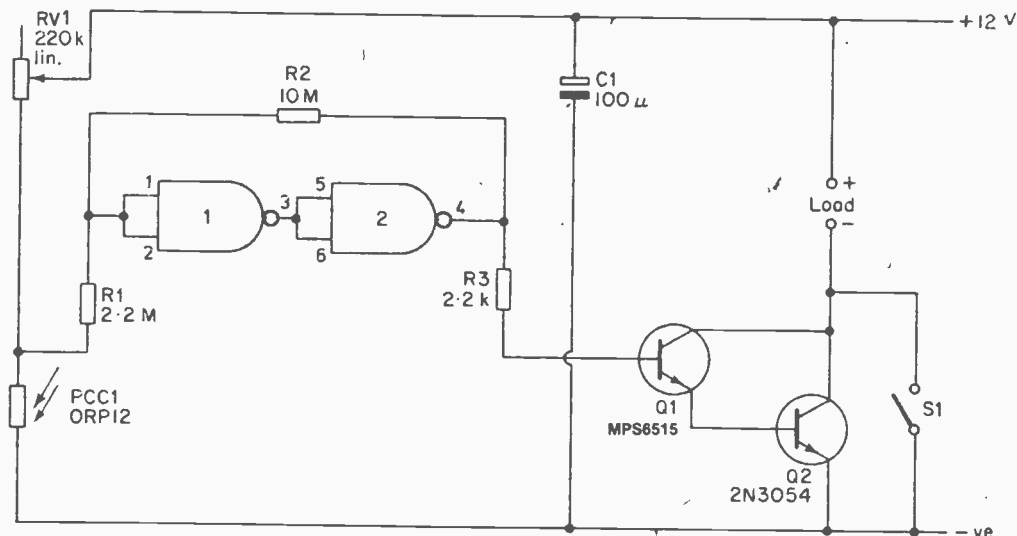 RV1
220k
lin.
+12 V
R2
10M
C1
100 µ
1
2
1
3
5
6
2
4
+
Load
-
R1
2·2 M
R3
2·2 k
PCC1
ORP12
Q1
MPS6515
S1
Q2
2N3054
-ve